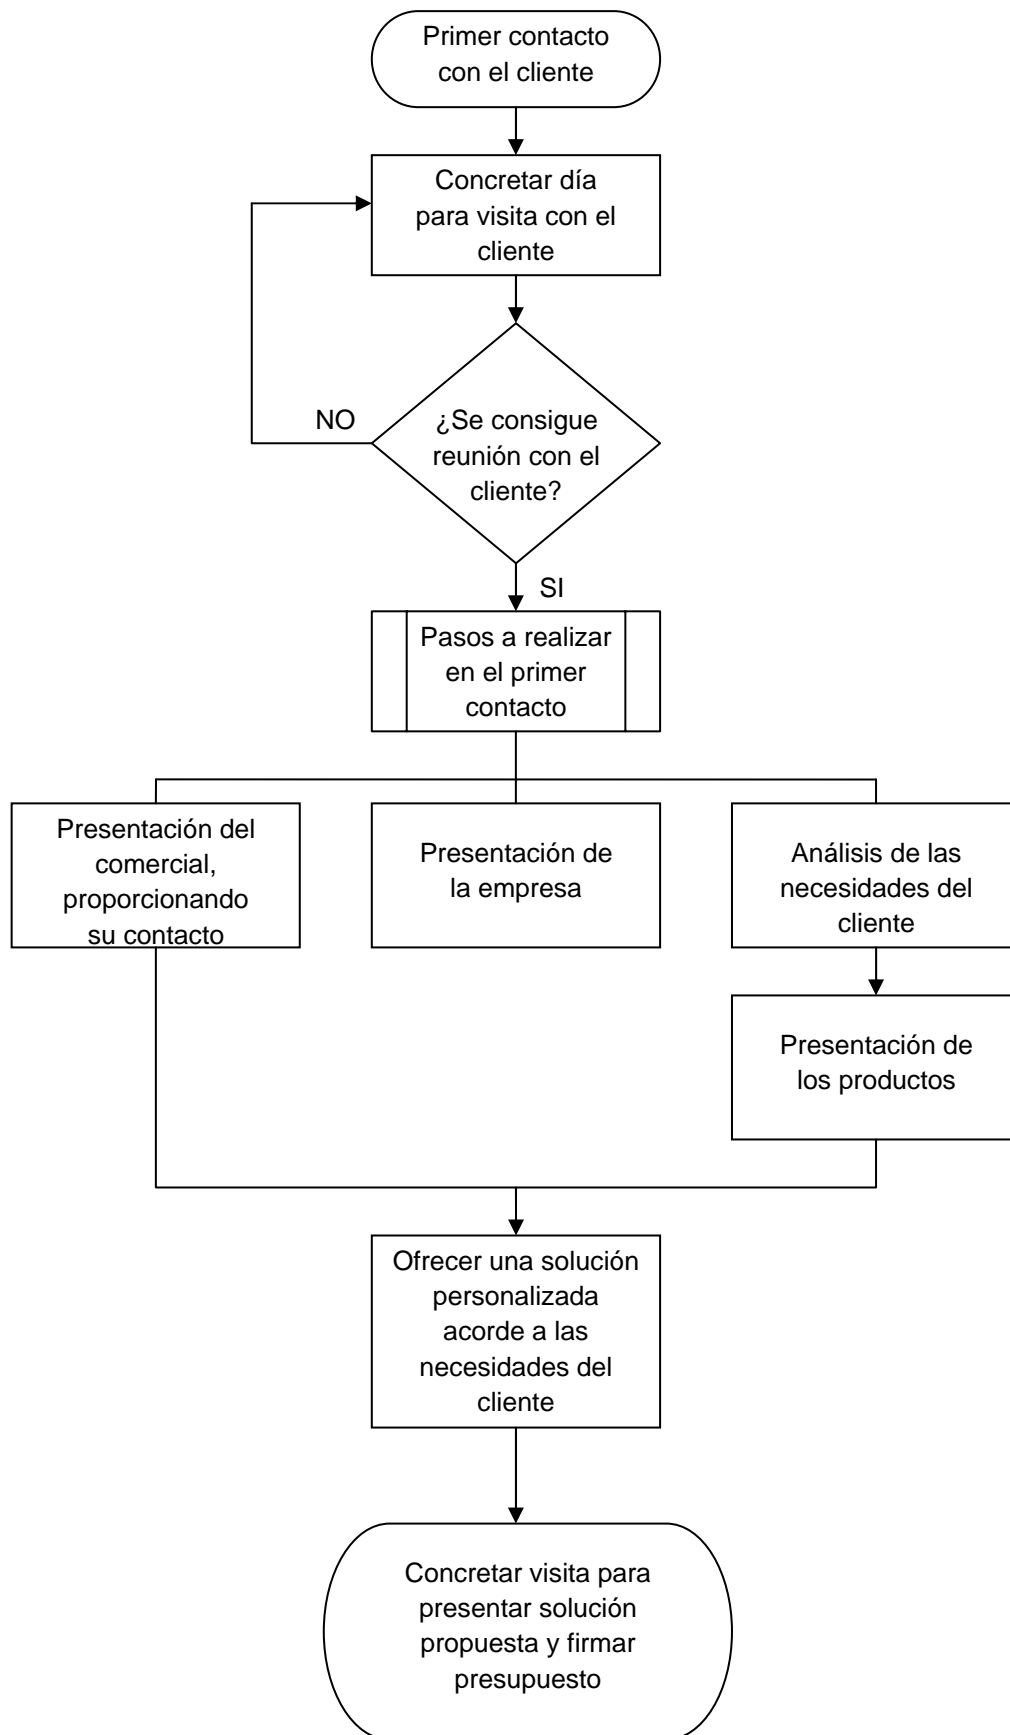 Primer contacto
con el cliente
Concretar día
para visita con el
cliente
NO
¿Se consigue
reunión con el
cliente?
SI
Pasos a realizar
en el primer
contacto
Presentación del
comercial,
proporcionando
su contacto
Presentación de
la empresa
Análisis de las
necesidades del
cliente
Presentación de
los productos
Ofrecer una solución
personalizada
acorde a las
necesidades del
cliente
Concretar visita para
presentar solución
propuesta y firmar
presupuesto